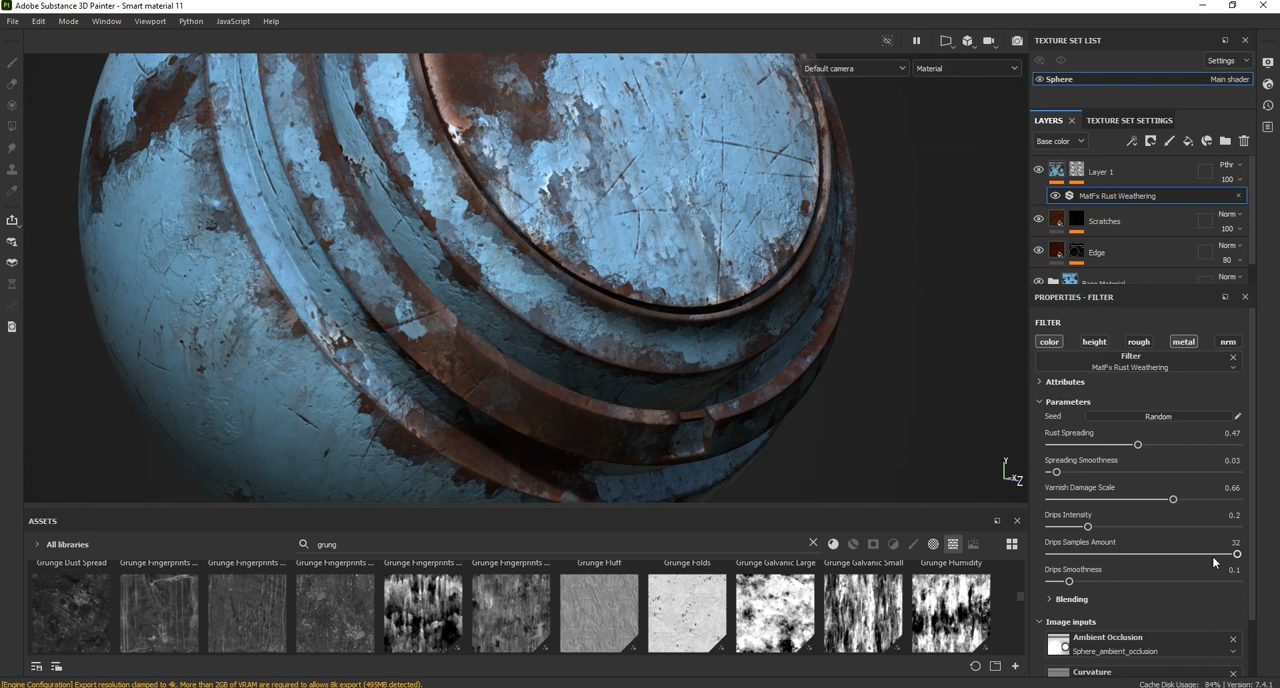 Pt Adobe Substance 3D Painter - Smart material 11
File Edit Mode Window Viewport Python JavaScript Help
Default camera Material
TEXTURE SET LIST
Settings
Sphere Main shader
LAYERS TEXTURE SET SETTINGS
Base color
Layer 1 Pthr 100
MatFx Rust Weathering
Scratches Norm 100
Edge Norm 80
Base Material Norm
PROPERTIES - FILTER
FILTER
color height rough metal nrm
Filter
MatFx Rust Weathering
Attributes
Parameters
Seed Random
Rust Spreading 0.47
Spreading Smoothness 0.03
Varnish Damage Scale 0.66
Drips Intensity 0.2
Drips Samples Amount 32
Drips Smoothness 0.1
Blending
Image inputs
Ambient Occlusion
Sphere_ambient_occlusion
Curvature
Y
X Z
ASSETS
All libraries grung
Grunge Dust Spread Grunge Fingerprints ... Grunge Fingerprints ... Grunge Fingerprints ... Grunge Fingerprints ... Grunge Fingerprints ... Grunge Fluff Grunge Folds Grunge Galvanic Large Grunge Galvanic Small Grunge Humidity
[Engine Configuration] Export resolution clamped to 4k. More than 2GB of VRAM are required to allows 8k export (495MB detected).
Cache Disk Usage: 84% | Version: 7.4.1